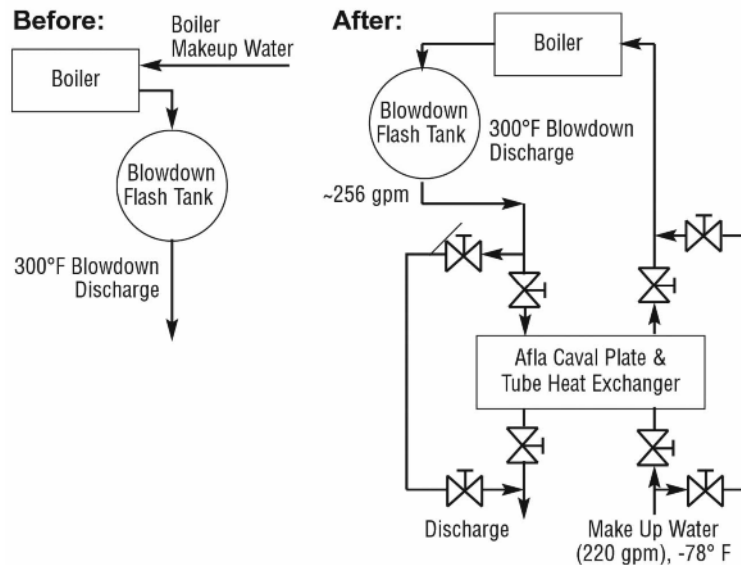 Before:
Boiler
Makeup Water
Boiler
Blowdown
Flash Tank
300°F Blowdown
Discharge
After:
Boiler
Blowdown
Flash Tank
300°F Blowdown
Discharge
~256 gpm
Afla Caval Plate &
Tube Heat Exchanger
Discharge
Make Up Water
(220 gpm), -78° F